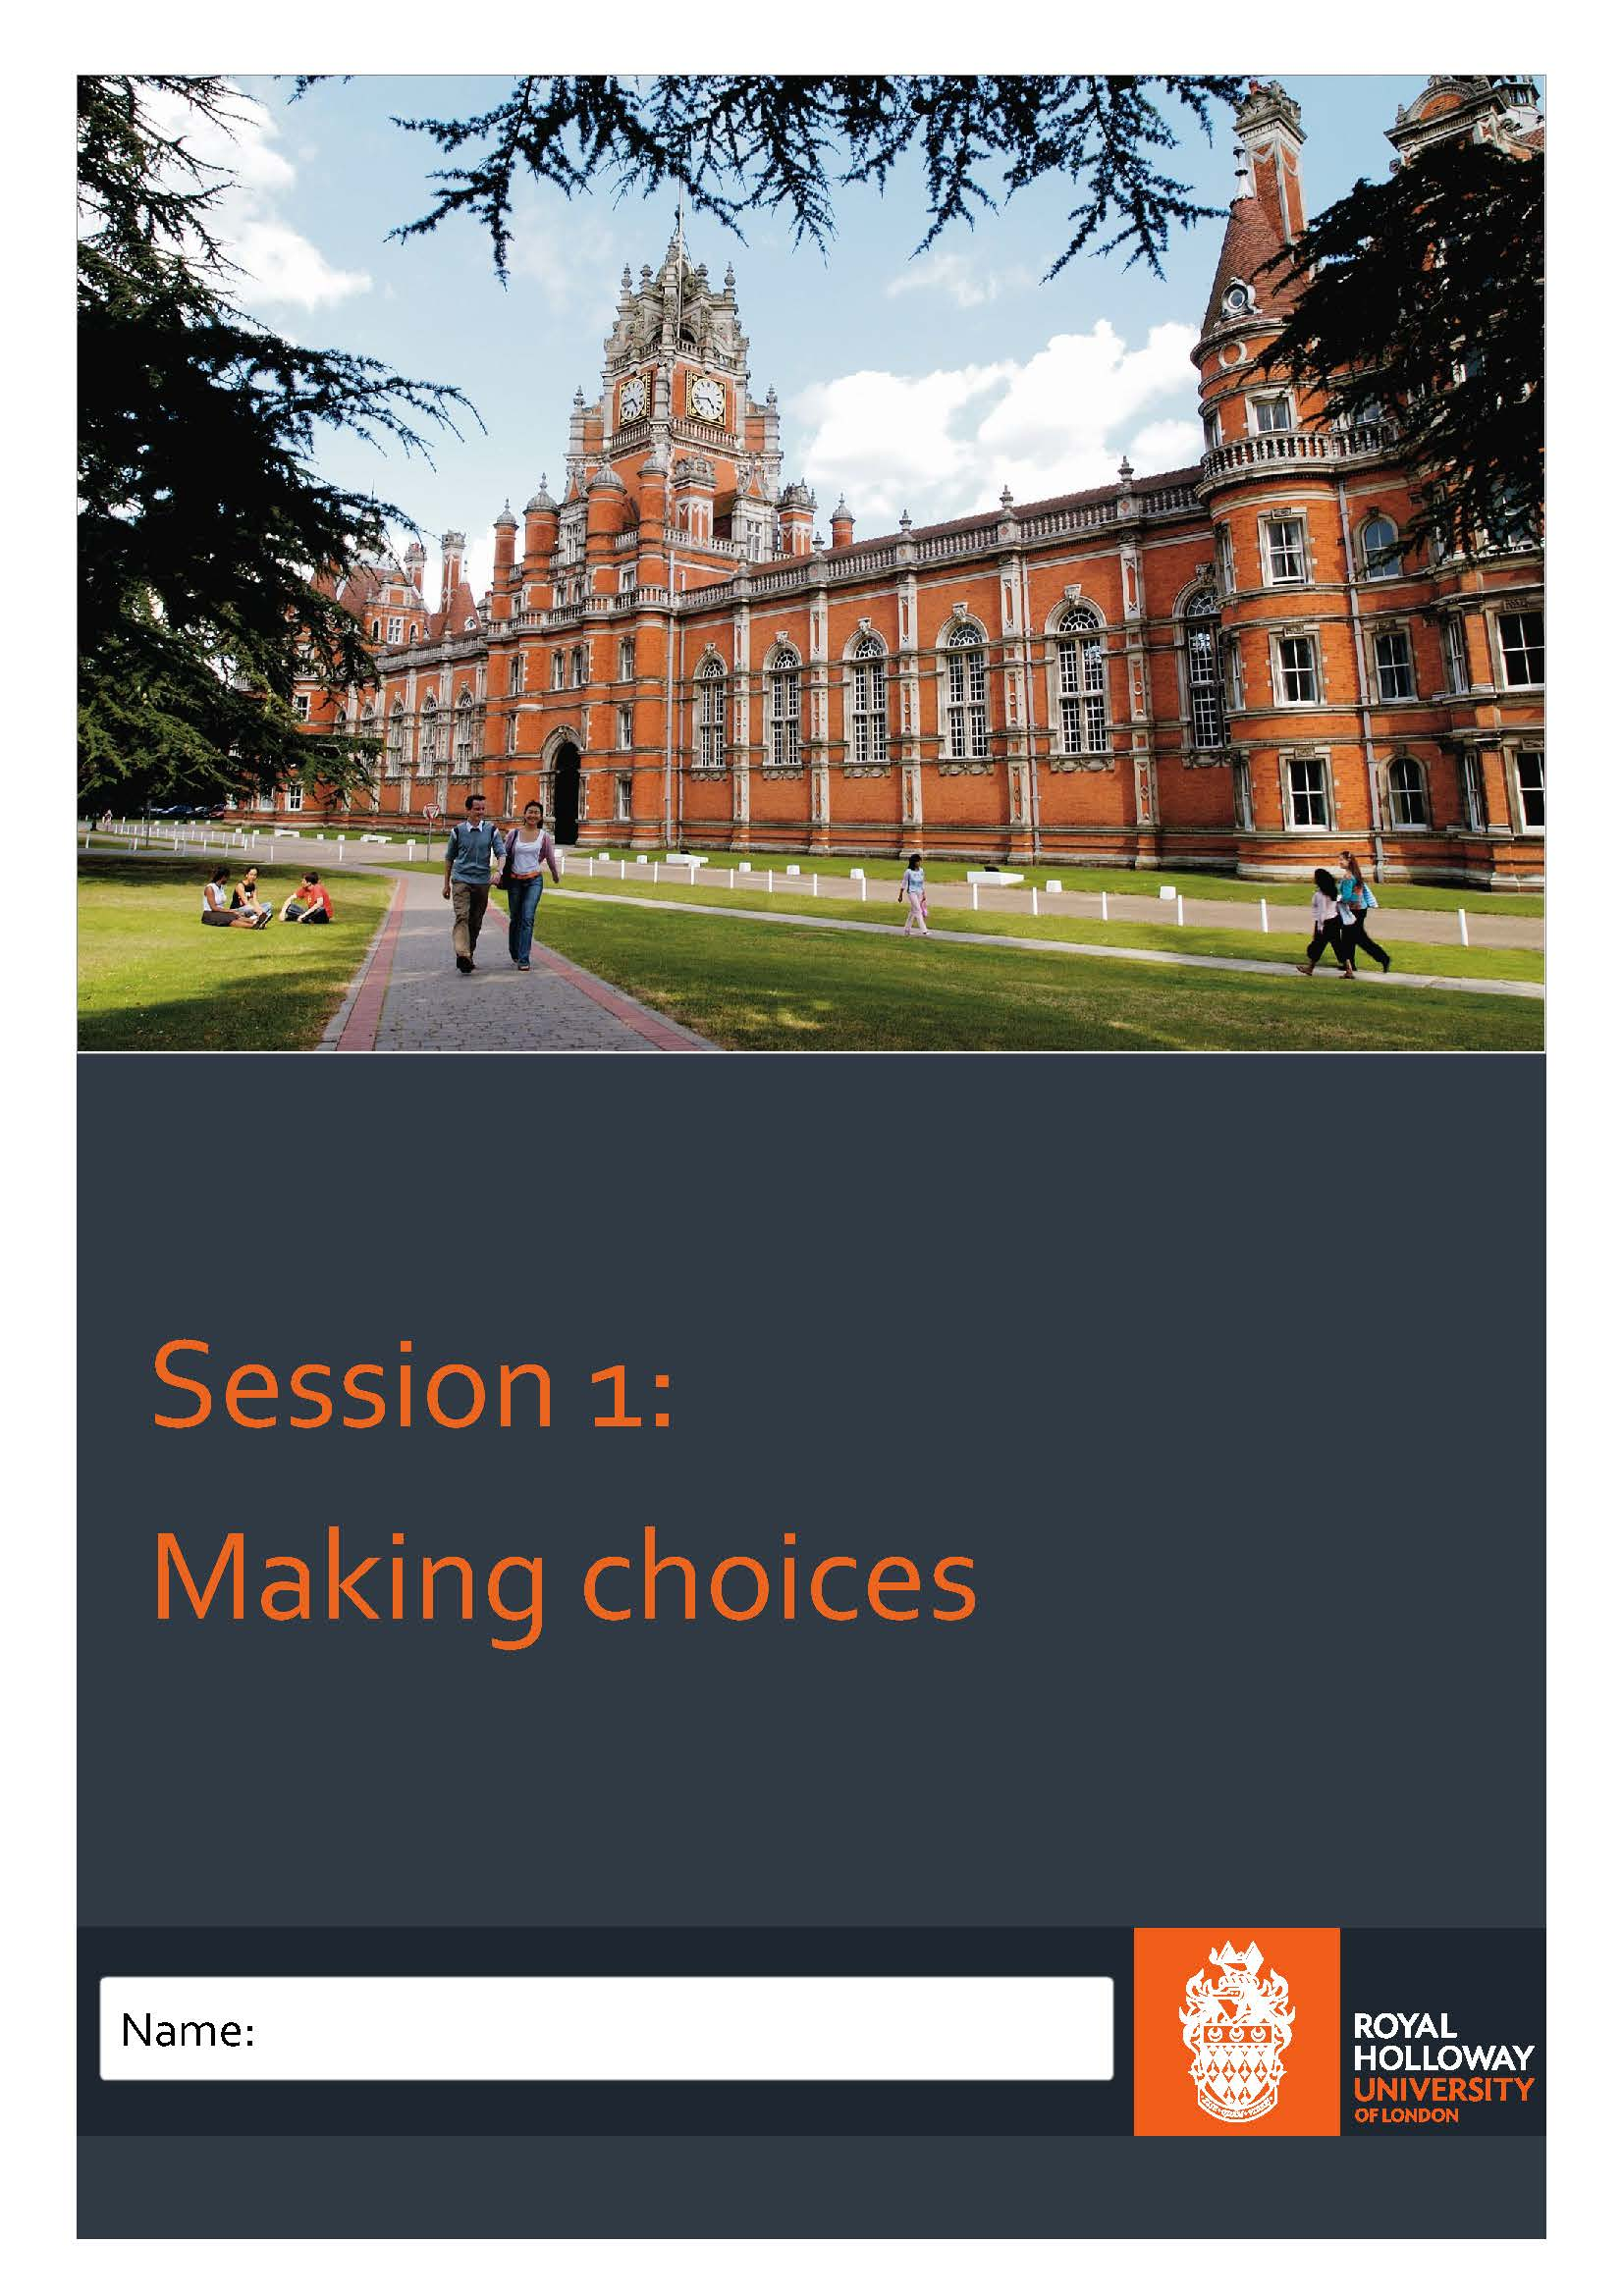 Session 1:
Making choices
Name:
ROYAL
HOLLOWAY
UNIVERSITY
OF LONDON